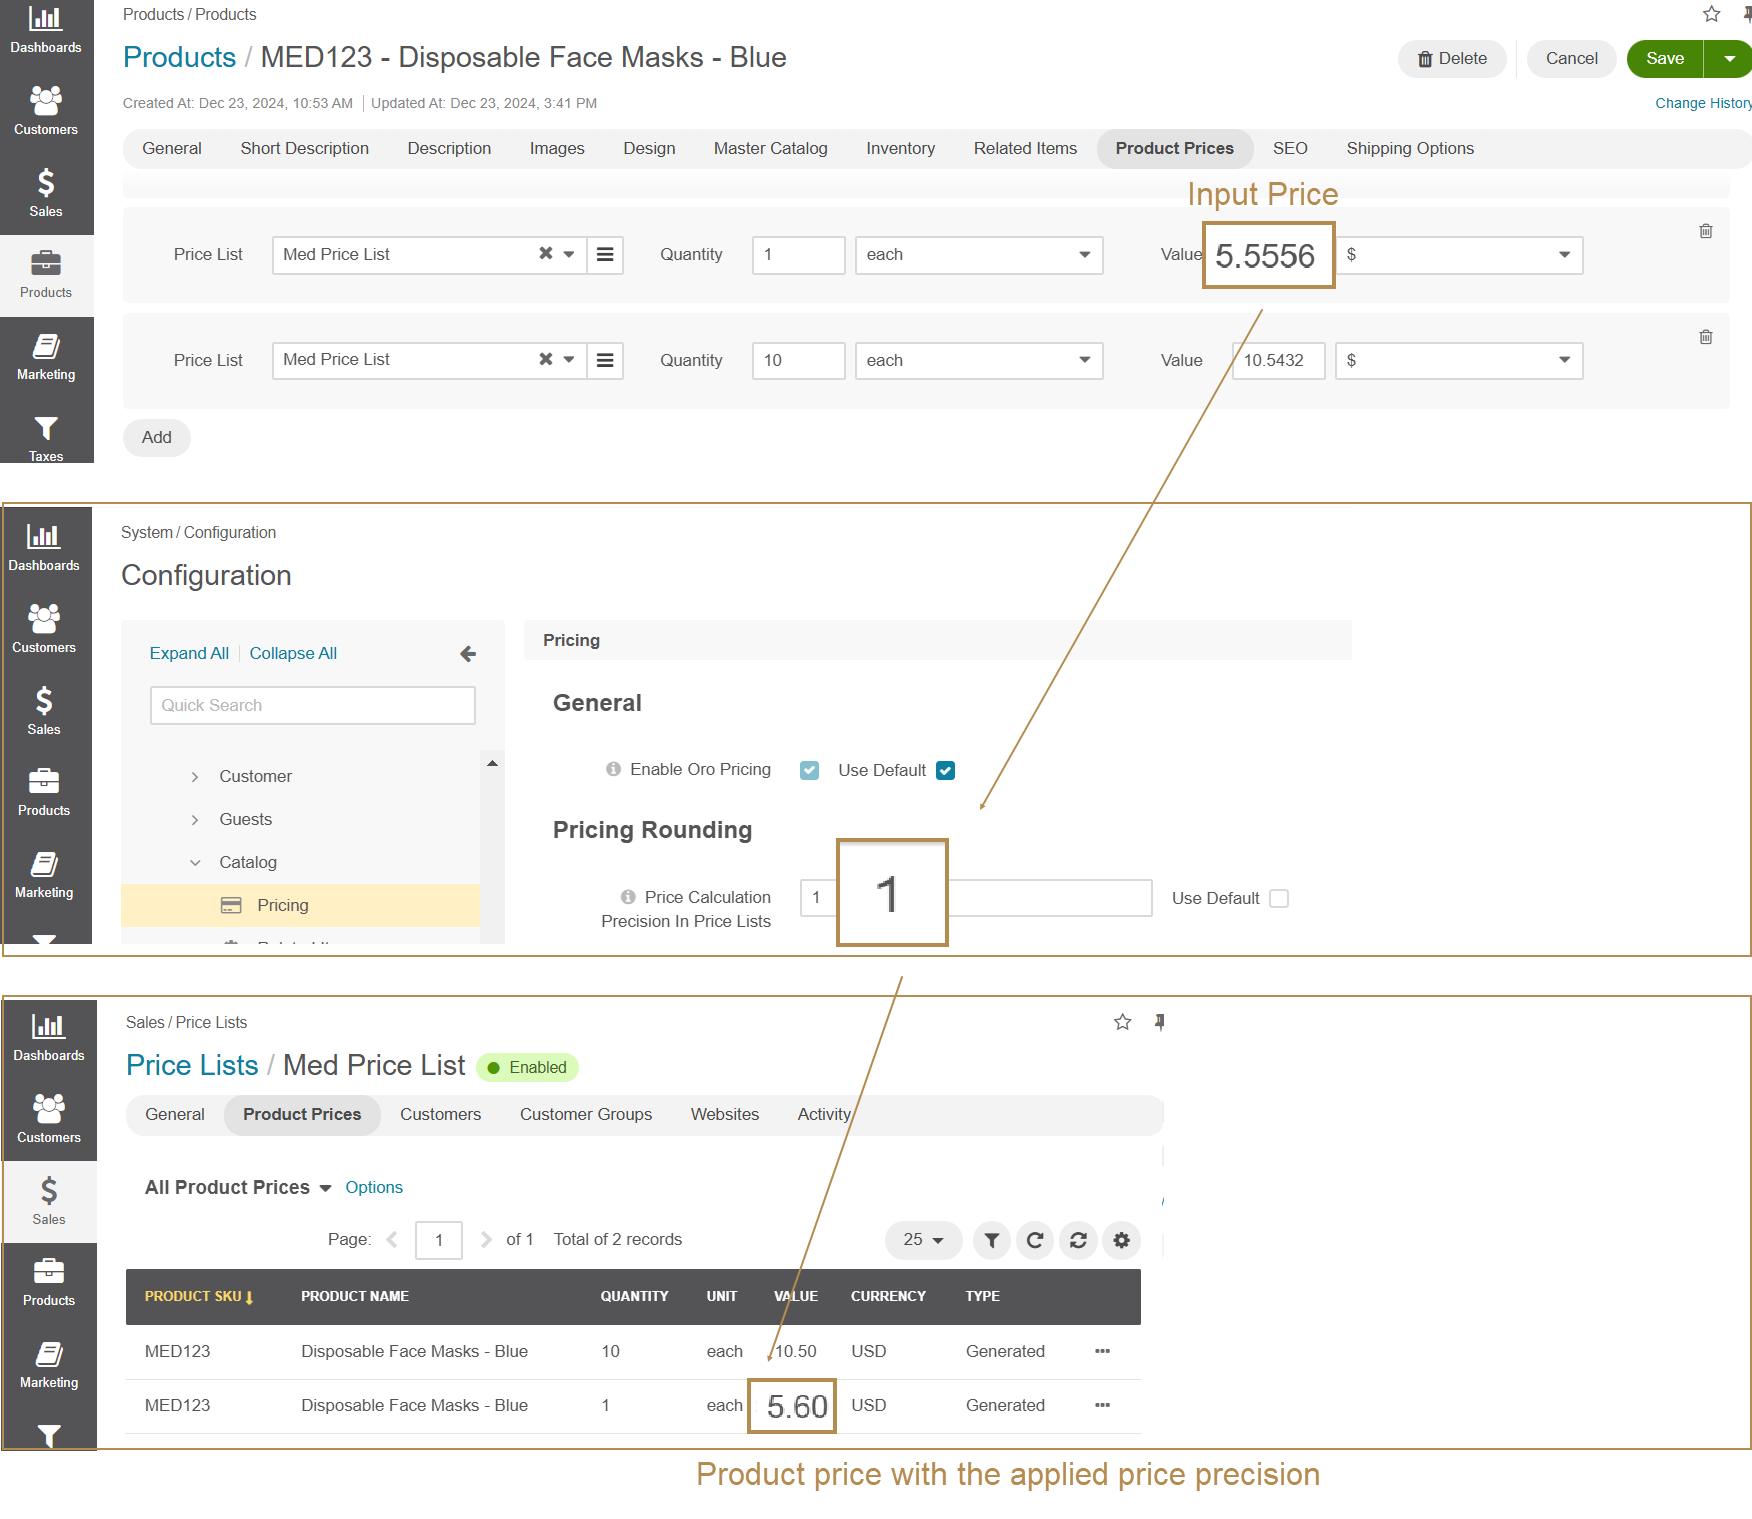 Dashboards
Customers
Sales
Products
Marketing
Taxes
Products / Products
Products / MED123 - Disposable Face Masks - Blue
Delete
Cancel
Save
Created At: Dec 23, 2024, 10:53 AM | Updated At: Dec 23, 2024, 3:41 PM
Change History
General Short Description Description Images Design Master Catalog Inventory Related Items Product Prices SEO Shipping Options
Input Price
Price List Med Price List Quantity 1 each Value 5.5556 $
Price List Med Price List Quantity 10 each Value 10.5432 $
Add
Dashboards
Customers
Sales
Products
Marketing
System / Configuration
Configuration
Expand All | Collapse All
Quick Search
Customer
Guests
Catalog
Pricing
Pricing
General
Enable Oro Pricing Use Default
Pricing Rounding
Price Calculation
Precision In Price Lists
1 1 Use Default
Dashboards
Customers
Sales
Products
Marketing
Sales / Price Lists
Price Lists / Med Price List Enabled
General Product Prices Customers Customer Groups Websites Activity
All Product Prices Options
Page: 1 of 1 Total of 2 records 25
PRODUCT SKU PRODUCT NAME QUANTITY UNIT VALUE CURRENCY TYPE
MED123 Disposable Face Masks - Blue 10 each 10.50 USD Generated
MED123 Disposable Face Masks - Blue 1 each 5.60 USD Generated
Product price with the applied price precision